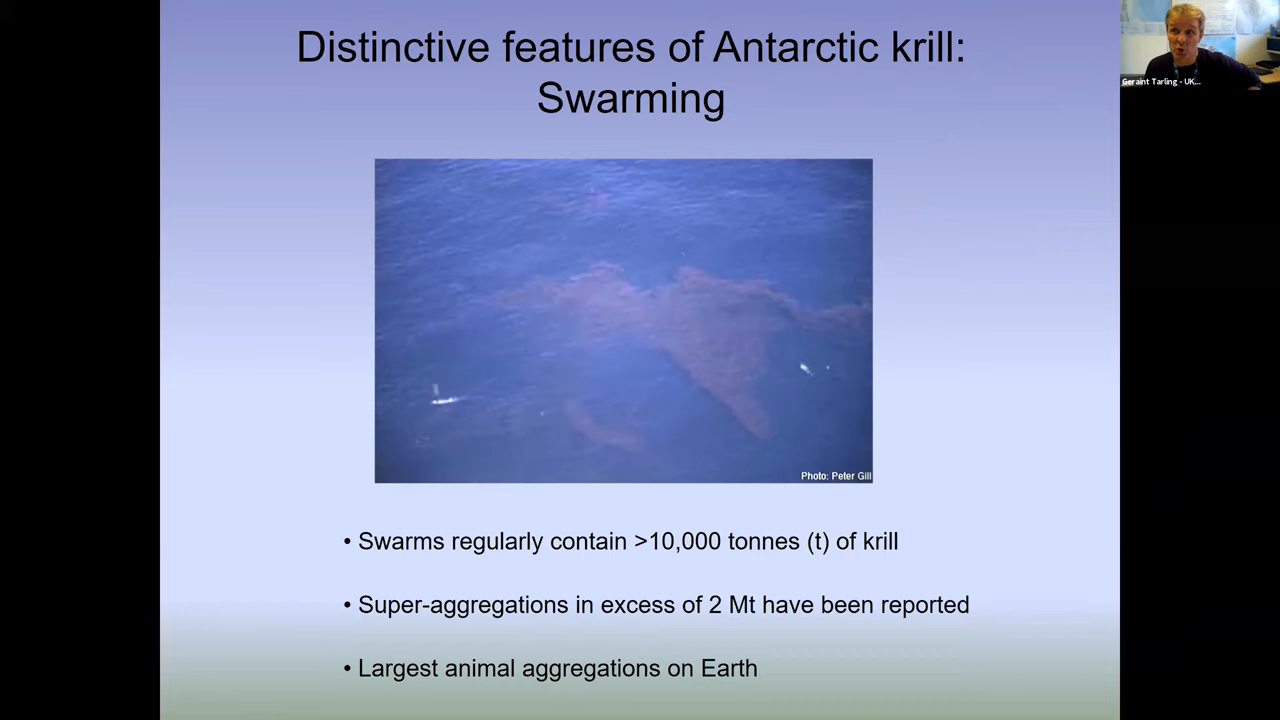 Distinctive features of Antarctic krill:
Swarming
Geraint Tarling - UK...
Photo: Peter Gill
• Swarms regularly contain >10,000 tonnes (t) of krill
• Super-aggregations in excess of 2 Mt have been reported
• Largest animal aggregations on Earth